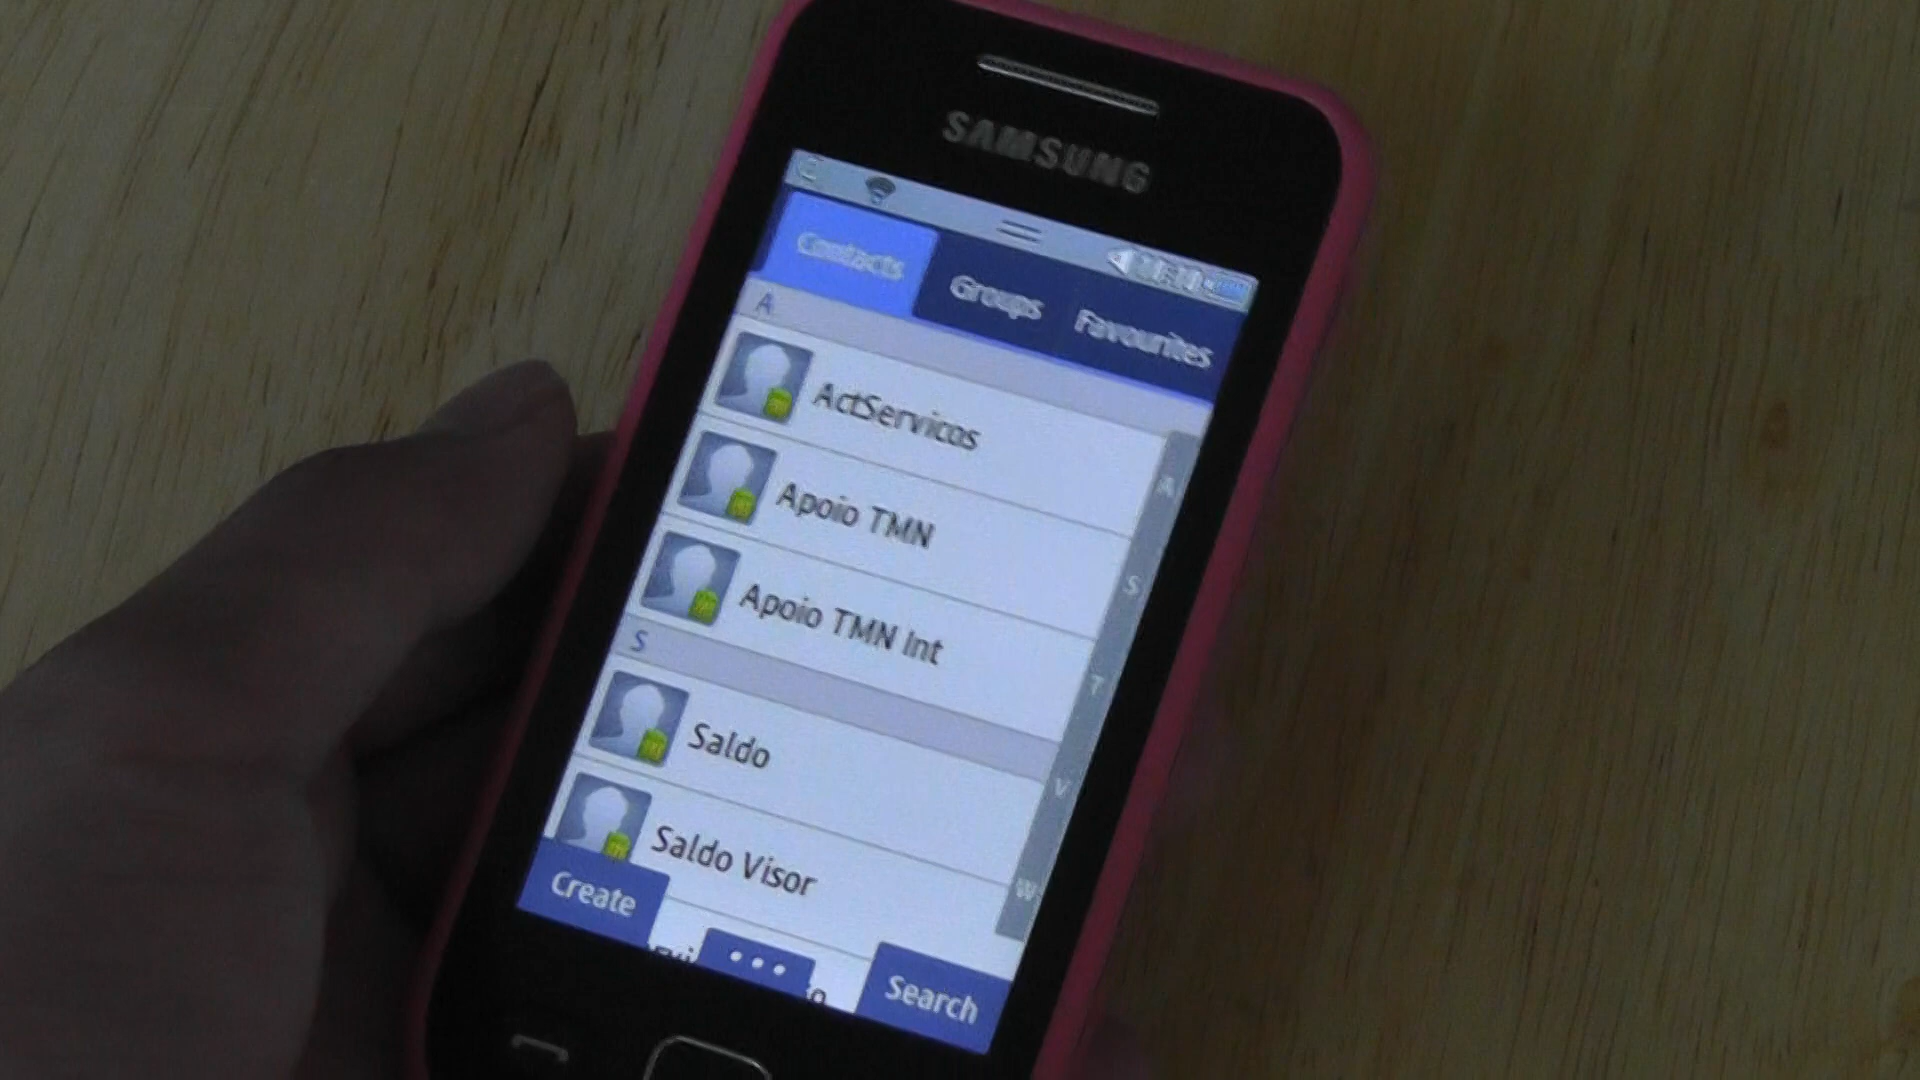 SAMSUNG
Contacts
Groups
Favourites
A
ActServicos
Apoio TMN
Apoio TMN Int
S
Saldo
Saldo Visor
A
S
T
V
W
Create
...
Search